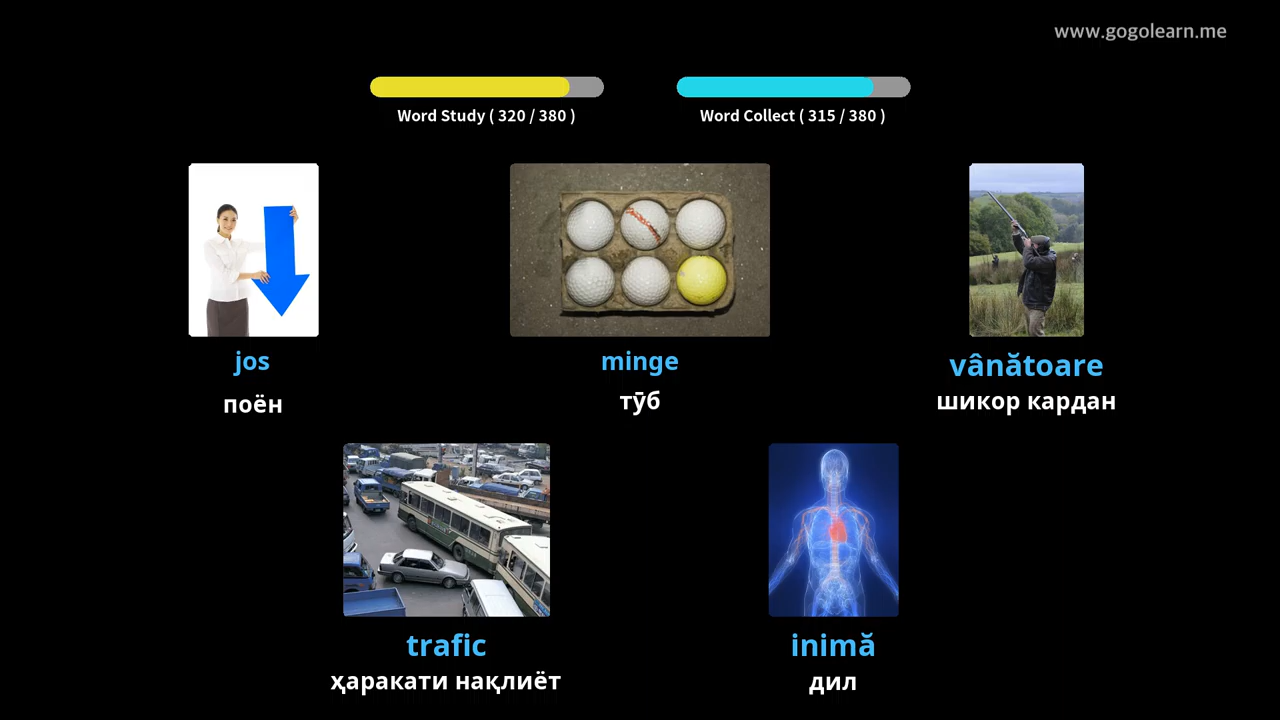 www.gogolearn.me
Word Study ( 320 / 380 )
Word Collect ( 315 / 380 )
jos
поён
minge
тӯб
vânătoare
шикор кардан
trafic
ҳаракати нақлиёт
inimă
дил